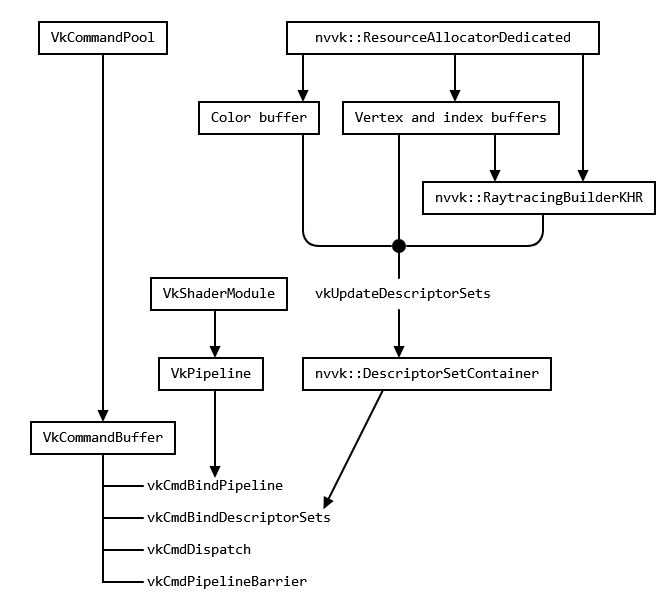 VkCommandPool
nvvk::ResourceAllocatorDedicated
Color buffer
Vertex and index buffers
nvvk::RaytracingBuilderKHR
VkShaderModule
vkUpdateDescriptorSets
VkPipeline
nvvk::DescriptorSetContainer
VkCommandBuffer
vkCmdBindPipeline
vkCmdBindDescriptorSets
vkCmdDispatch
vkCmdPipelineBarrier